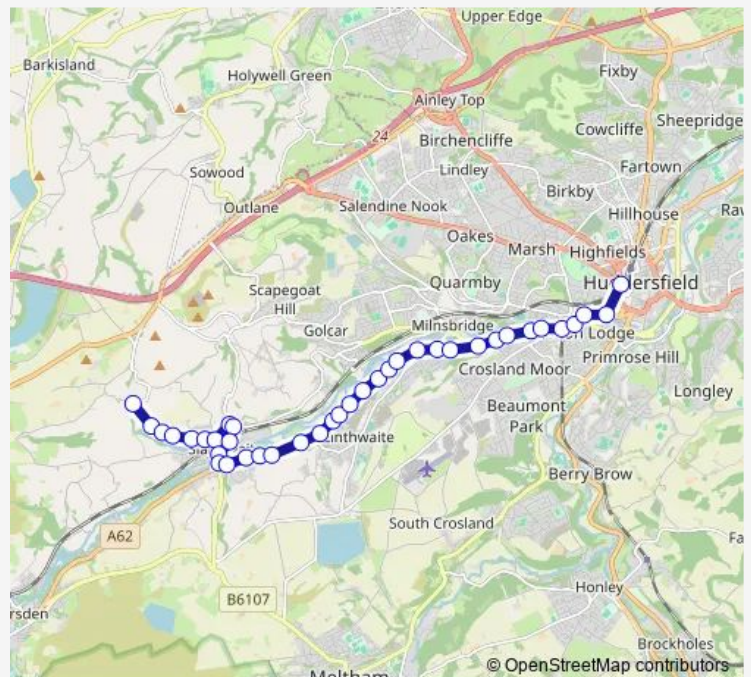 Upper Edge
Barkisland
Holywell Green
Fixby
Ainley Top
Cowcliffe
Sheepridge
24
Birchencliffe
Sowood
Lindley
Fartown
Birkby
Outlane
Salendine Nook
Hillhouse
Oakes
Marsh
Highfields
Quarmby
Scapegoat
Hill
Golcar
Milnsbridge
Lodge
Primrose Hill
Crosland Moor
Longley
Beaumont
Park
Berry Brow
South Crosland
A62
B6107
Honley
Brockholes
Meltham
© OpenStreetMap contributors